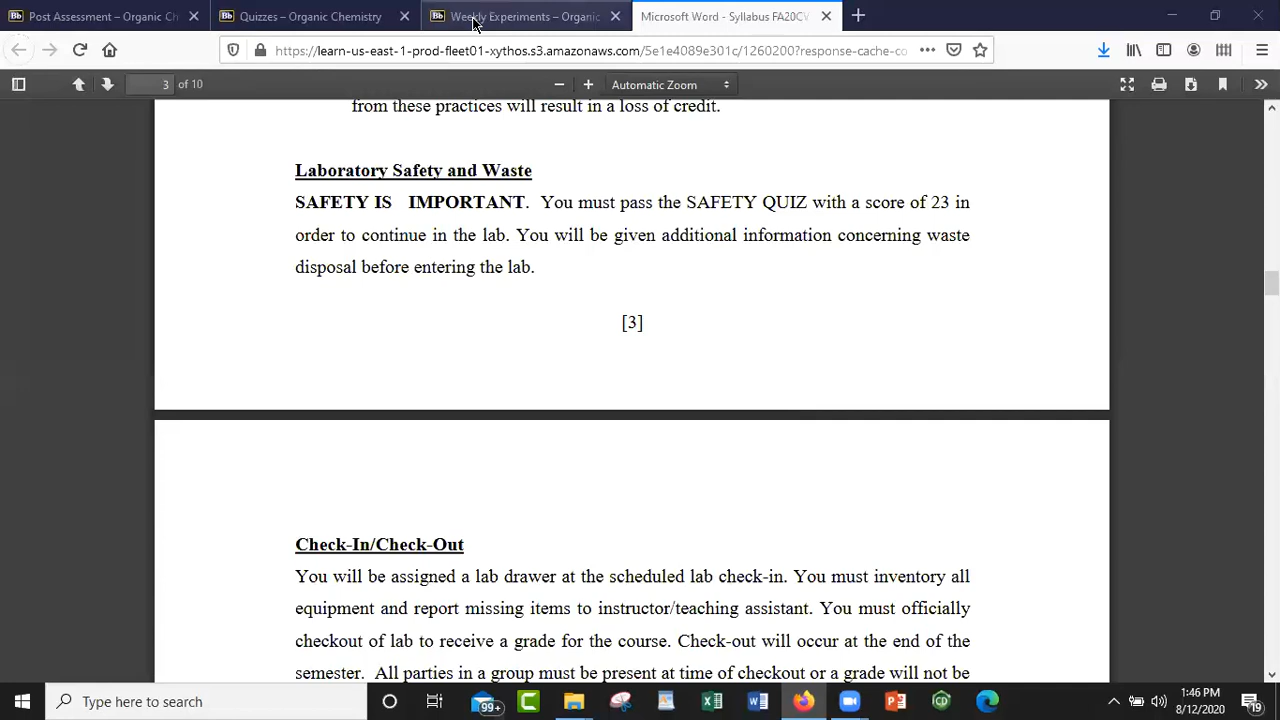 Bb Post Assessment – Organic Ch
Bb Quizzes – Organic Chemistry
Bb Weekly Experiments – Organic
Microsoft Word - Syllabus FA20CV
https://learn-us-east-1-prod-fleet01-xythos.s3.amazonaws.com/5e1e4089e301c/1260200?response-cache-co
3 of 10
Automatic Zoom
from these practices will result in a loss of credit.
Laboratory Safety and Waste
SAFETY IS IMPORTANT. You must pass the SAFETY QUIZ with a score of 23 in
order to continue in the lab. You will be given additional information concerning waste
disposal before entering the lab.
[3]
Check-In/Check-Out
You will be assigned a lab drawer at the scheduled lab check-in. You must inventory all
equipment and report missing items to instructor/teaching assistant. You must officially
checkout of lab to receive a grade for the course. Check-out will occur at the end of the
semester. All parties in a group must be present at time of checkout or a grade will not be
Type here to search
99+
1:46 PM
8/12/2020
19